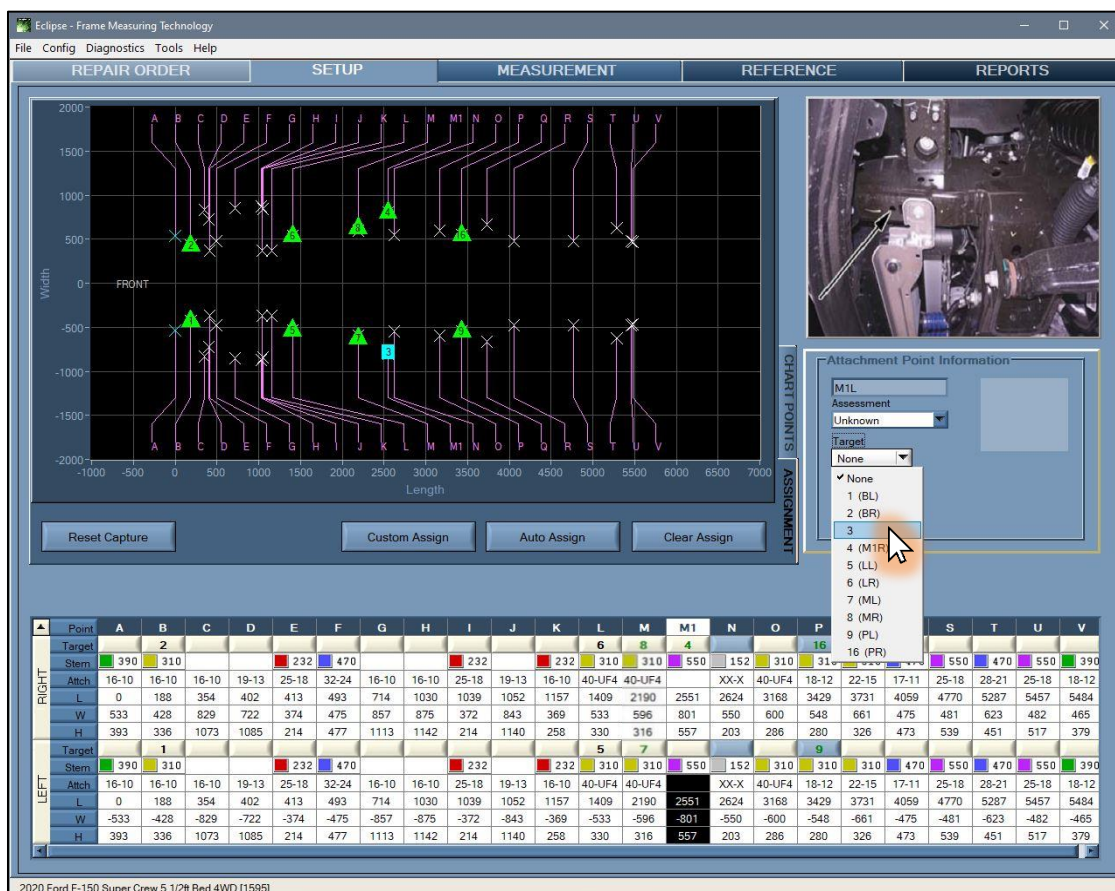 Eclipse - Frame Measuring Technology
File Config Diagnostics Tools Help
REPAIR ORDER SETUP MEASUREMENT REFERENCE REPORTS
A B C D E F G H I J K L M M1 N O P Q R S T U V
2000
1500
1000
500
0
-500
-1000
-1500
-2000
Width
FRONT
2 6 8 4 16
1 5 7 3 9
A B C D E F G H I J K L M M1 N O P Q R S T U V
-1000 -500 0 500 1000 1500 2000 2500 3000 3500 4000 4500 5000 5500 6000 6500 7000
Length
CHART POINTS
ASSIGNMENT
Reset Capture Custom Assign Auto Assign Clear Assign
Attachment Point Information
M1L
Assessment
Unknown
Target
None
None
1 (BL)
2 (BR)
3
4 (M1R)
5 (LL)
6 (LR)
7 (ML)
8 (MR)
9 (PL)
16 (PR)
RIGHT
Point A B C D E F G H I J K L M M1 N O P S T U V
Target 2 6 8 4 16
Stem 390 310 232 470 232 232 310 310 550 152 310 310 470 550 470 550 390
Attch 16-10 16-10 16-10 19-13 25-18 32-24 16-10 16-10 25-18 19-13 16-10 40-UF4 40-UF4 XX-X 40-UF4 18-12 22-15 17-11 25-18 28-21 25-18 18-12
L 0 188 354 402 413 493 714 1030 1039 1052 1157 1409 2190 2551 2624 3168 3429 3731 4059 4770 5287 5457 5484
W 533 428 829 722 374 475 857 875 372 843 369 533 596 801 550 600 548 661 475 481 623 482 465
H 393 336 1073 1085 214 477 1113 1142 214 1140 258 330 316 557 203 286 280 326 473 539 451 517 379
LEFT
Target 1 5 7 9
Stem 390 310 232 470 232 232 310 310 550 152 310 310 310 470 550 470 550 390
Attch 16-10 16-10 16-10 19-13 25-18 32-24 16-10 16-10 25-18 19-13 16-10 40-UF4 40-UF4 XX-X 40-UF4 18-12 22-15 17-11 25-18 28-21 25-18 18-12
L 0 188 354 402 413 493 714 1030 1039 1052 1157 1409 2190 2551 2624 3168 3429 3731 4059 4770 5287 5457 5484
W -533 -428 -829 -722 -374 -475 -857 -875 -372 -843 -369 -533 -596 -801 -550 -600 -548 -661 -475 -481 -623 -482 -465
H 393 336 1073 1085 214 477 1113 1142 214 1140 258 330 316 557 203 286 280 326 473 539 451 517 379
2020 Ford F-150 Super Crew 5 1/2ft Bed 4WD [1595]